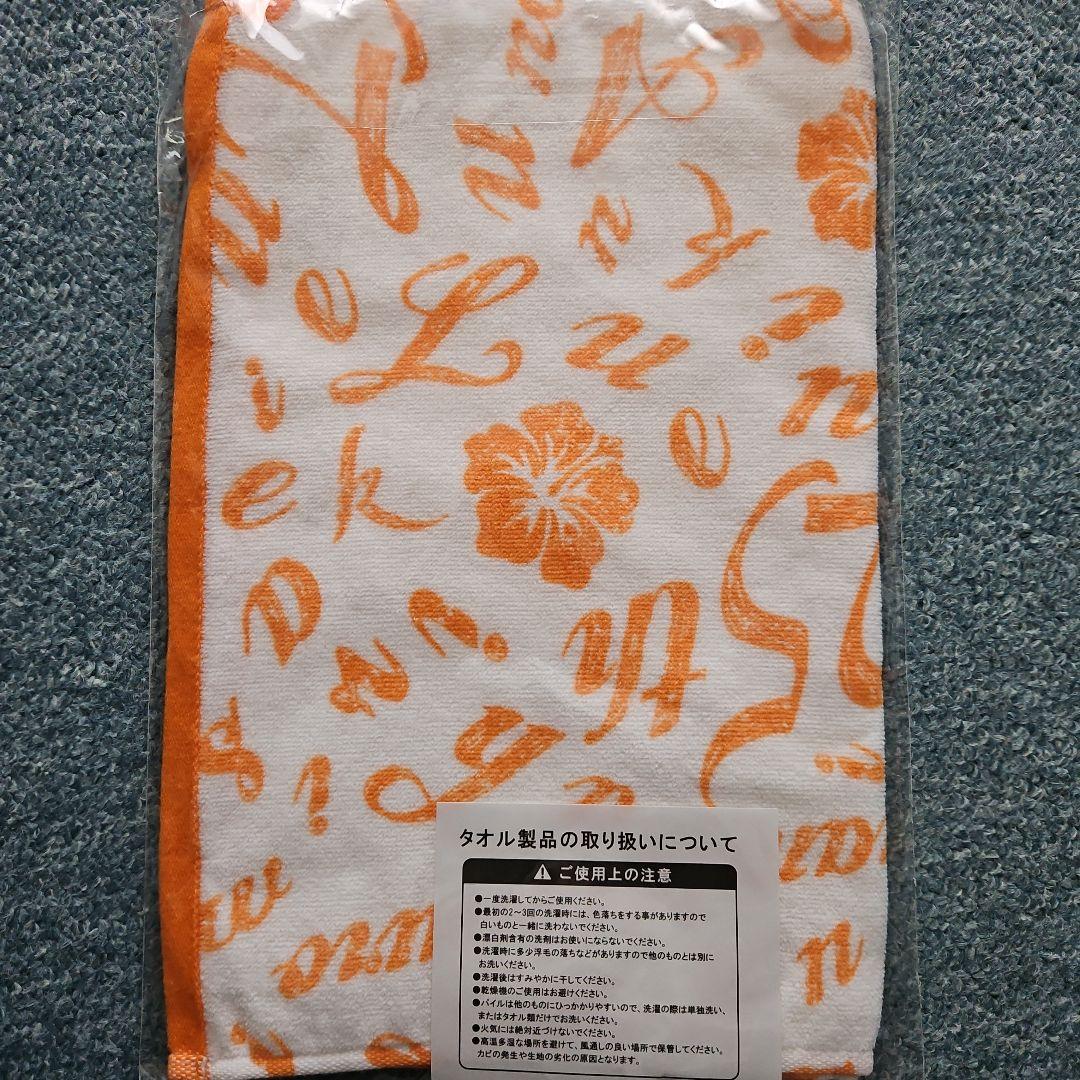 L
u
n
L
n
n
k
u
e
L
n
i
i
e
n
e
k
a
n
i
th
L
5
i
i
n
タオル製品の取り扱いについて
ご使用上の注意
●一度洗濯してからご使用ください。
●最初の2～3回の洗濯時には、色落ちをする事がありますので
白いものと一緒に洗わないでください。
●漂白剤含有の洗剤はお使いにならないでください。
●洗濯時に多少浮毛の落ちなどがありますので他のものとは別に
お洗いください。
●洗濯後はすみやかに干してください。
●乾燥機のご使用はお避けください。
●パイルは他のものにひっかかりやすいので、洗濯の際は単独洗い、
またはタオル類だけでお洗いください。
●火気には絶対近づけないでください。
●高温多湿な場所を避けて、風通しの良い場所で保管してください。
カビの発生や生地の劣化の原因となります。